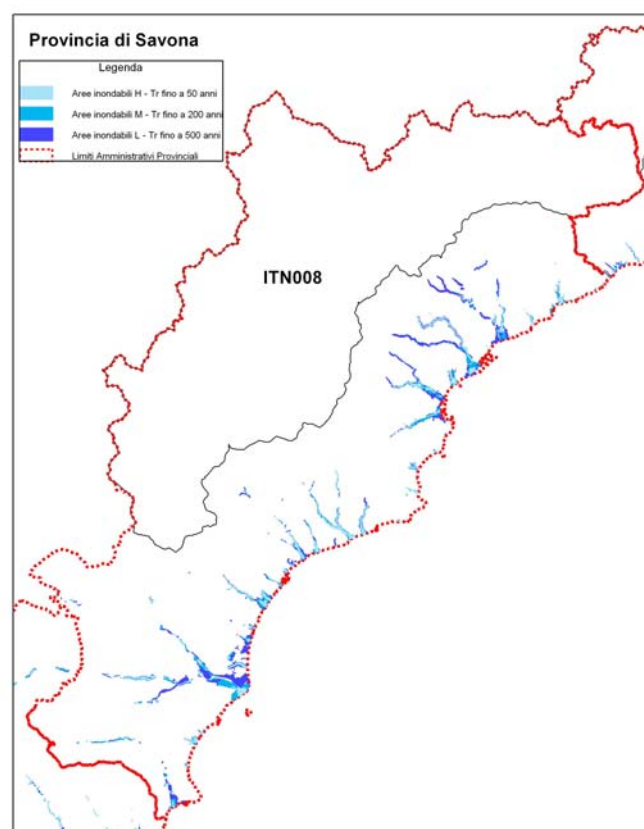 Provincia di Savona
Legenda
Aree inondabili H - Tr fino a 50 anni
Aree inondabili M - Tr fino a 200 anni
Aree inondabili L - Tr fino a 500 anni
Limiti Amministrativi Provinciali
ITN008